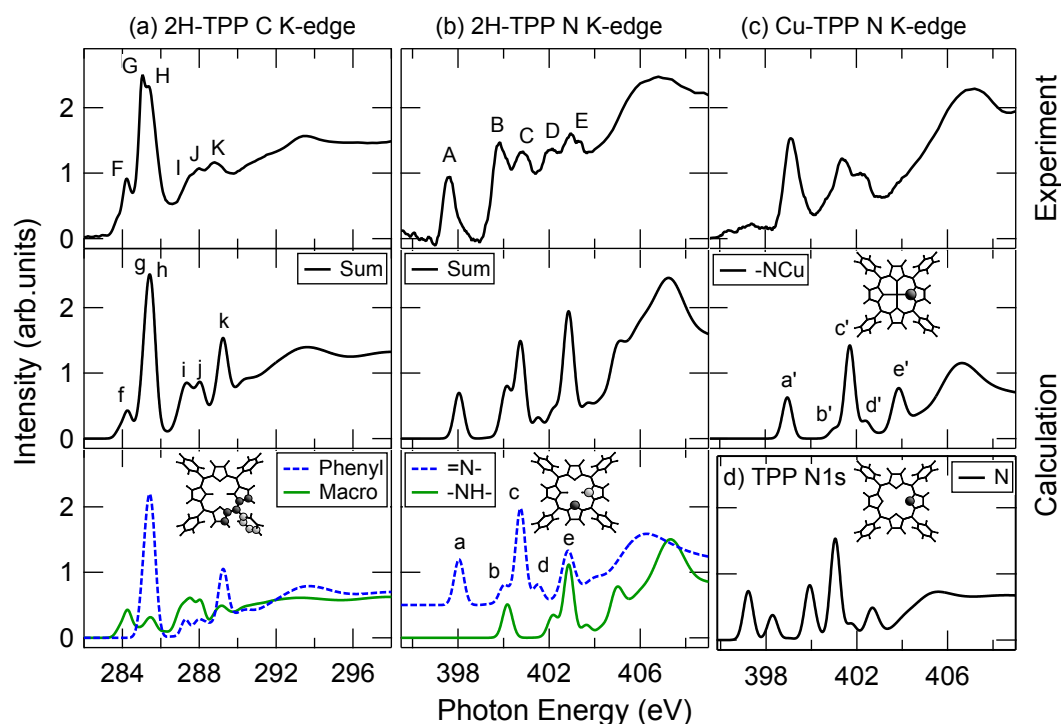 (a) 2H-TPP C K-edge
(b) 2H-TPP N K-edge
(c) Cu-TPP N K-edge
Intensity (arb.units)
2
1
0
F
G
H
I
J
K
A
B
C
D
E
Experiment
2
1
0
f
g
h
i
j
k
Sum
Sum
-NCu
a'
b'
c'
d'
e'
Calculation
2
1
0
Phenyl
Macro
=N-
-NH-
a
b
c
d
e
d) TPP N1s
N
284 288 292 296
398 402 406
398 402 406
Photon Energy (eV)